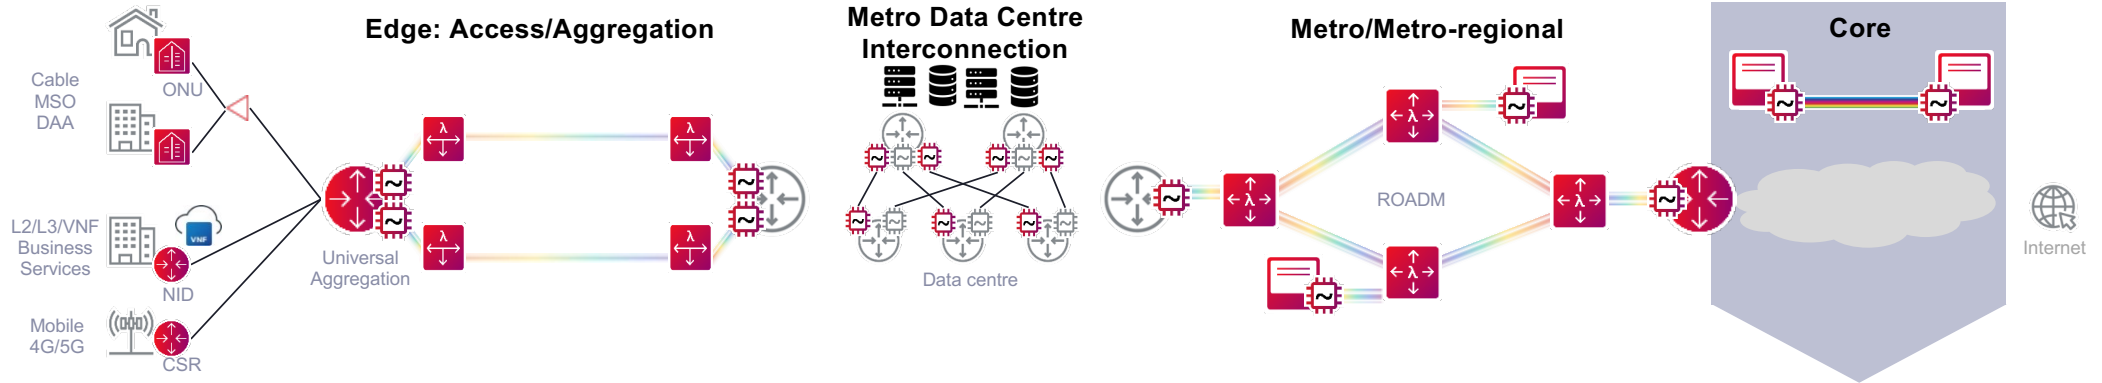 Edge: Access/Aggregation
Metro Data Centre
Interconnection
Metro/Metro-regional
Core
Cable
MSO
DAA
ONU
L2/L3/VNF
Business
Services
VNF
NID
Mobile
4G/5G
CSR
Universal
Aggregation
λ
λ
λ
λ
Data centre
λ
λ
ROADM
λ
λ
Internet